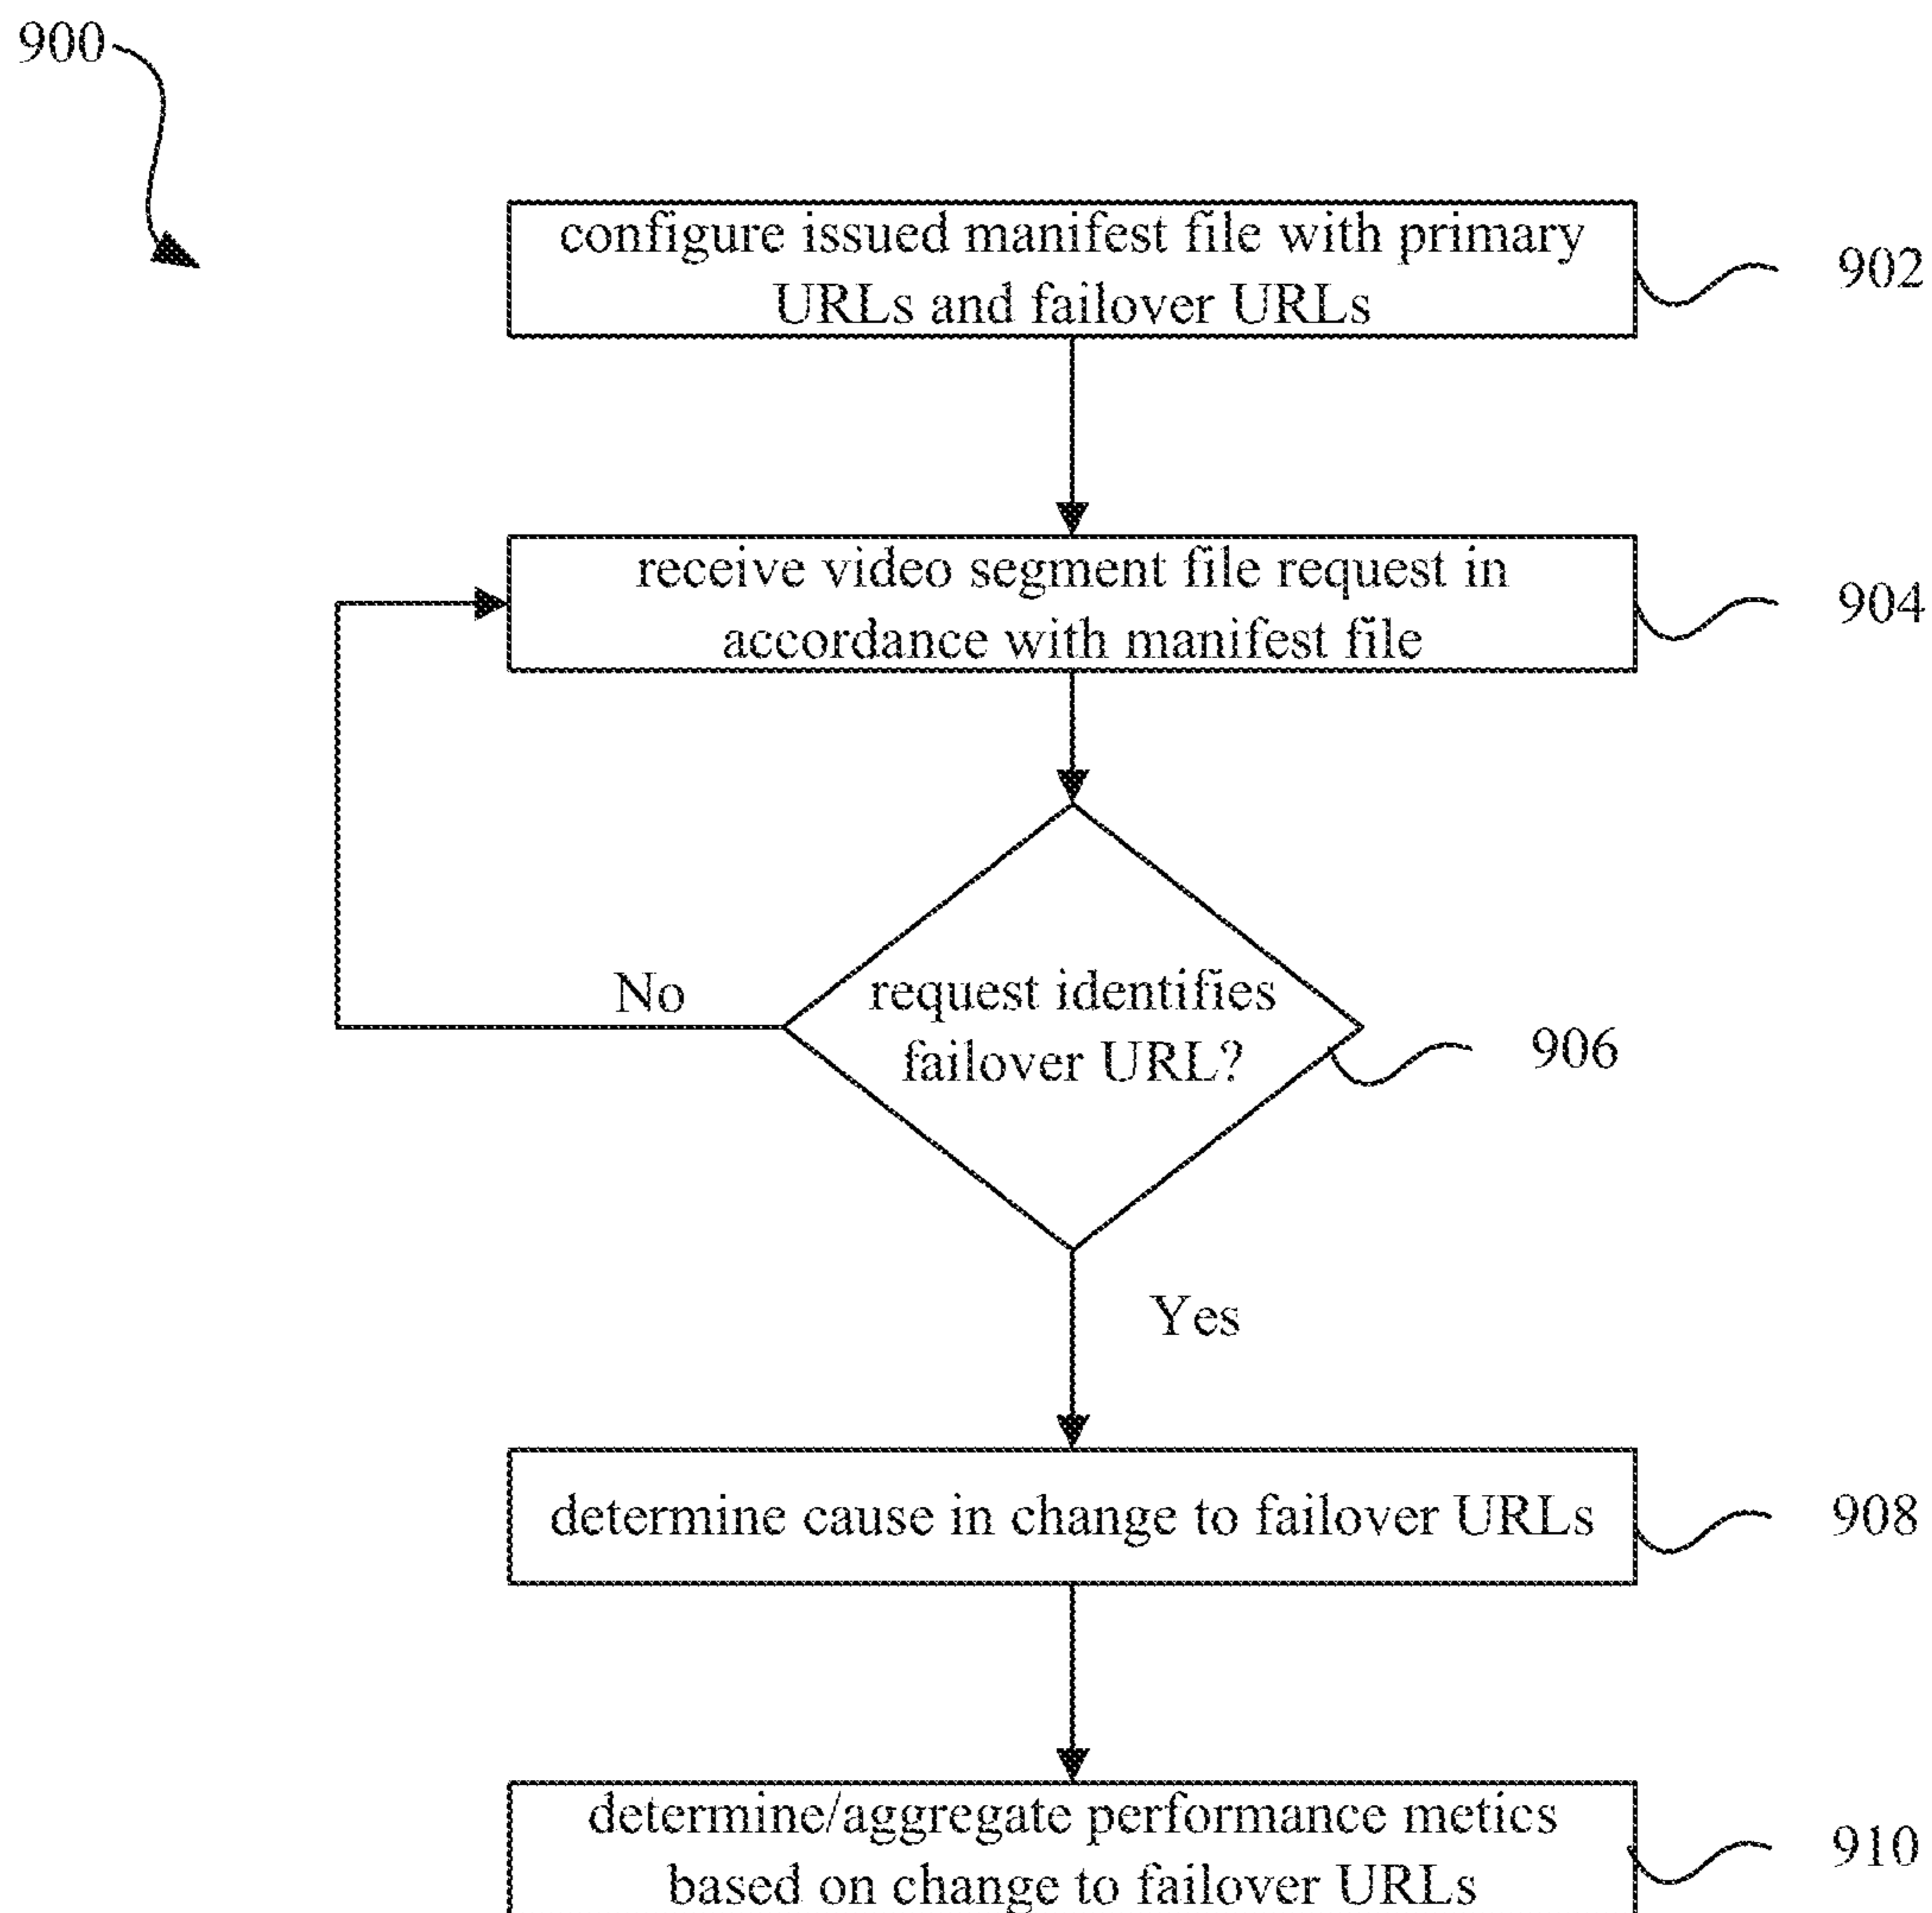 900
configure issued manifest file with primary
URLs and failover URLs
902
receive video segment file request in
accordance with manifest file
904
No
request identifies
failover URL?
906
Yes
determine cause in change to failover URLs
908
determine/aggregate performance metics
based on change to failover URLs
910